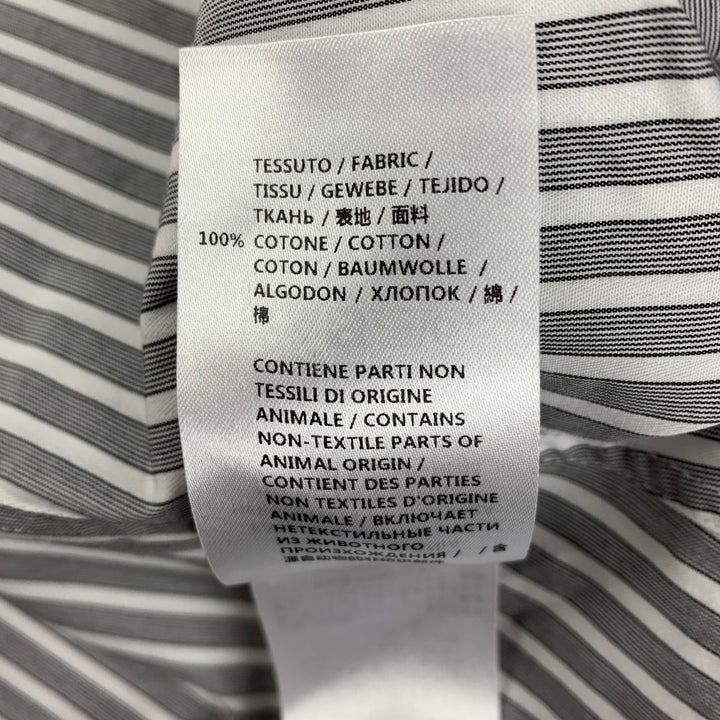 TESSUTO / FABRIC /
TISSU / GEWEBE / TEJIDO /
ТКАНЬ / 表地 / 面料
100% COTONE / COTTON /
COTON / BAUMWOLLE /
ALGODON / ХЛОПОК / 綿 /
棉
CONTIENE PARTI NON
TESSILI DI ORIGINE
ANIMALE / CONTAINS
NON-TEXTILE PARTS OF
ANIMAL ORIGIN /
CONTIENT DES PARTIES
NON TEXTILES D'ORIGINE
ANIMALE / ВКЛЮЧАЕТ
НЕТЕКСТИЛЬНЫЕ ЧАСТИ
ИЗ ЖИВОТНОГО
ПРОИЗХОЖДЕНИЯ / / 含